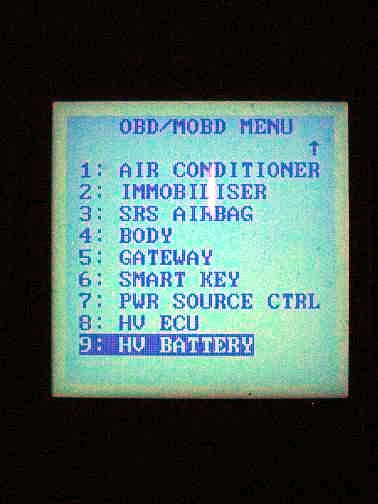 OBD/MOBD MENU
↑
1: AIR CONDITIONER
2: IMMOBILISER
3: SRS AIRBAG
4: BODY
5: GATEWAY
6: SMART KEY
7: PWR SOURCE CTRL
8: HV ECU
9: HV BATTERY